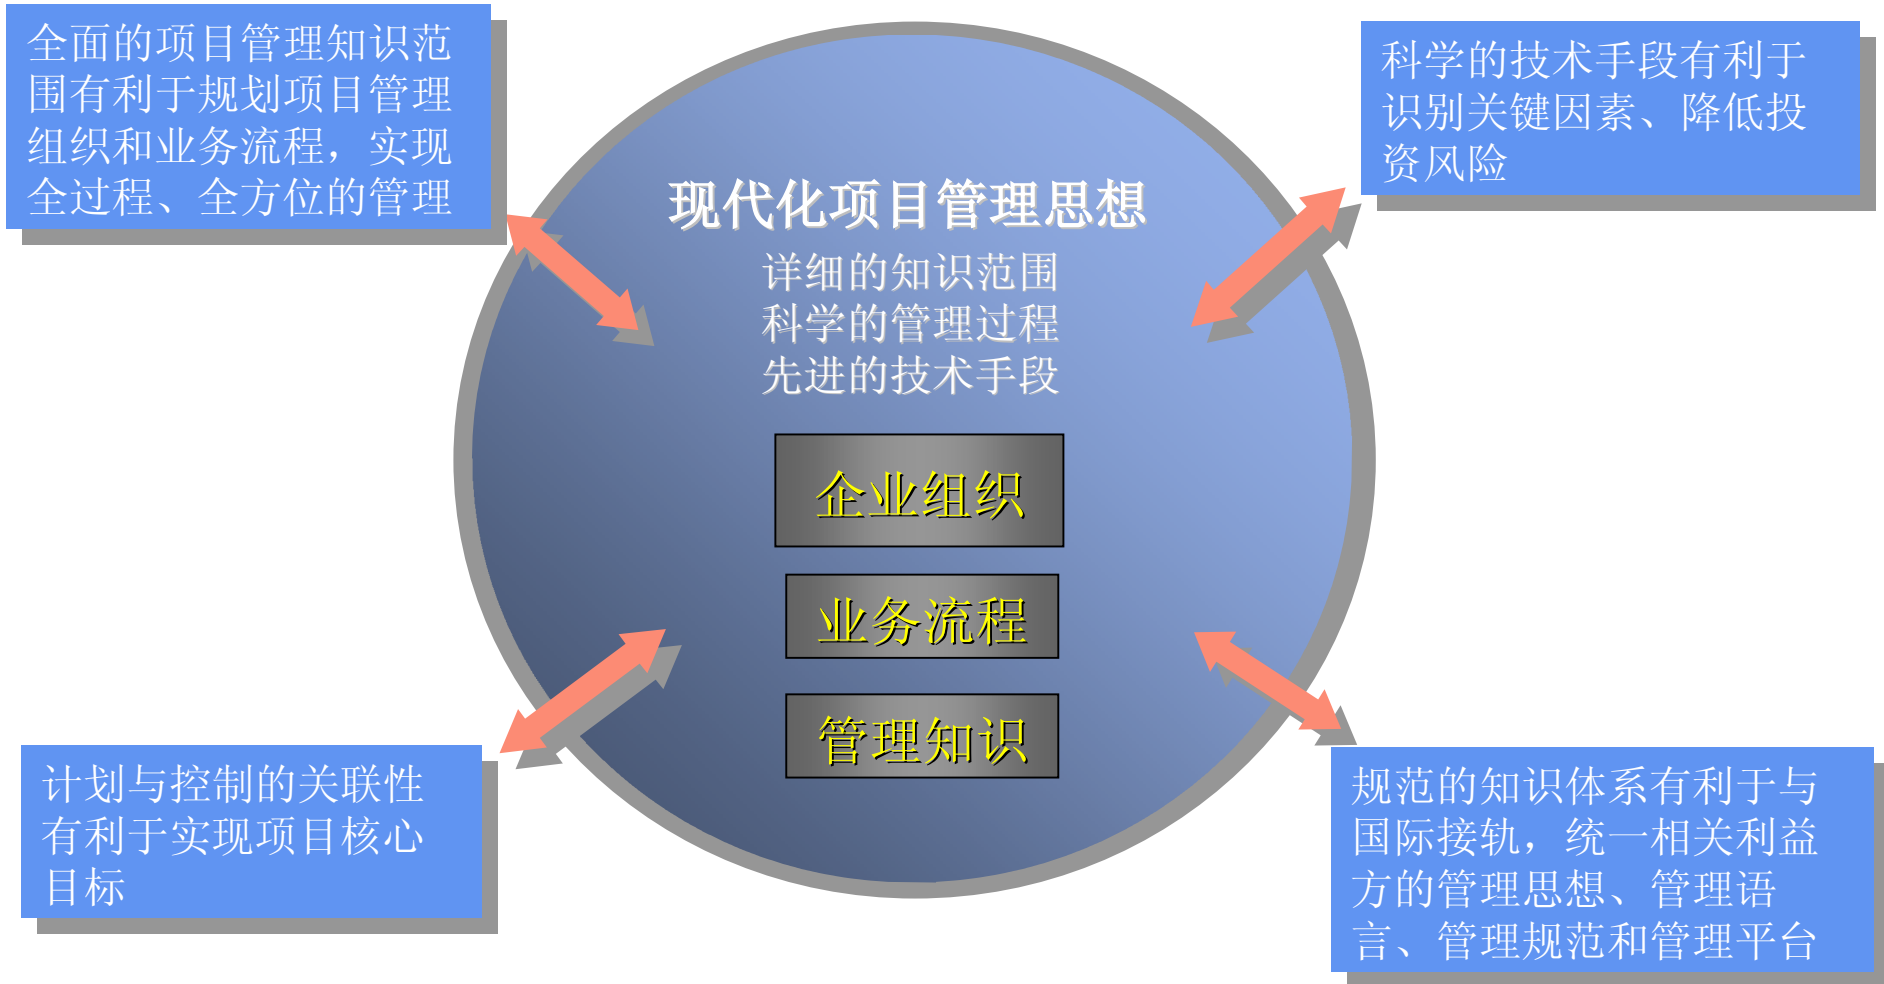 全面的项目管理知识范
围有利于规划项目管理
组织和业务流程，实现
全过程、全方位的管理
科学的技术手段有利于
识别关键因素、降低投
资风险
现代化项目管理思想
详细的知识范围
科学的管理过程
先进的技术手段
企业组织
业务流程
管理知识
计划与控制的关联性
有利于实现项目核心
目标
规范的知识体系有利于与
国际接轨，统一相关利益
方的管理思想、管理语
言、管理规范和管理平台